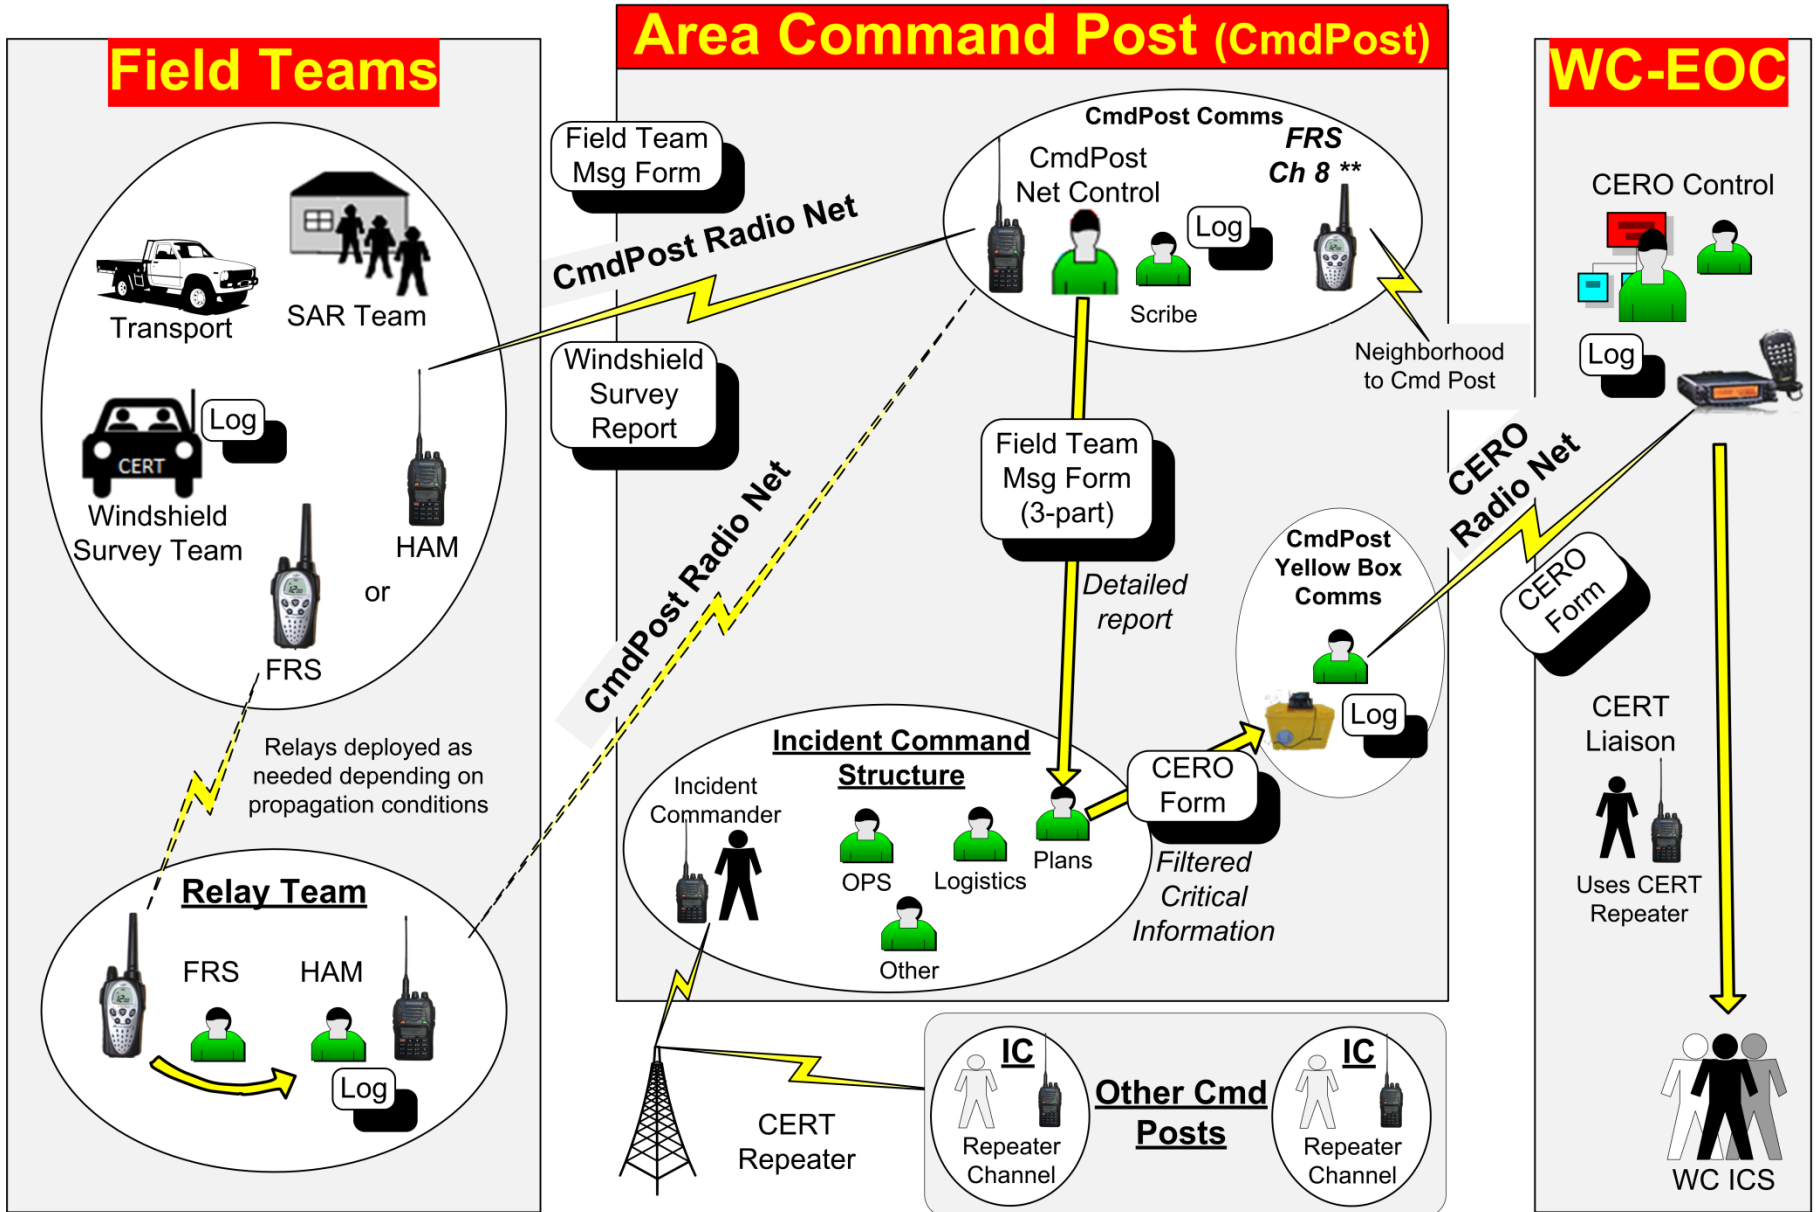 Field Teams
Transport
SAR Team
CERT
Log
Windshield
Survey Team
HAM
or
FRS
Relays deployed as
needed depending on
propagation conditions
Relay Team
FRS
HAM
Log
Field Team
Msg Form
CmdPost Radio Net
Windshield
Survey
Report
CmdPost Radio Net
Area Command Post (CmdPost)
CmdPost Comms
CmdPost
Net Control
FRS
Ch 8 **
Log
Scribe
Neighborhood
to Cmd Post
Field Team
Msg Form
(3-part)
Detailed
report
CmdPost
Yellow Box
Comms
Log
Incident Command
Structure
Incident
Commander
OPS
Logistics
Plans
Other
CERO
Form
Filtered
Critical
Information
CERT
Repeater
IC
Repeater
Channel
Other Cmd
Posts
IC
Repeater
Channel
CERO
Radio Net
CERO
Form
WC-EOC
CERO Control
Log
CERT
Liaison
Uses CERT
Repeater
WC ICS